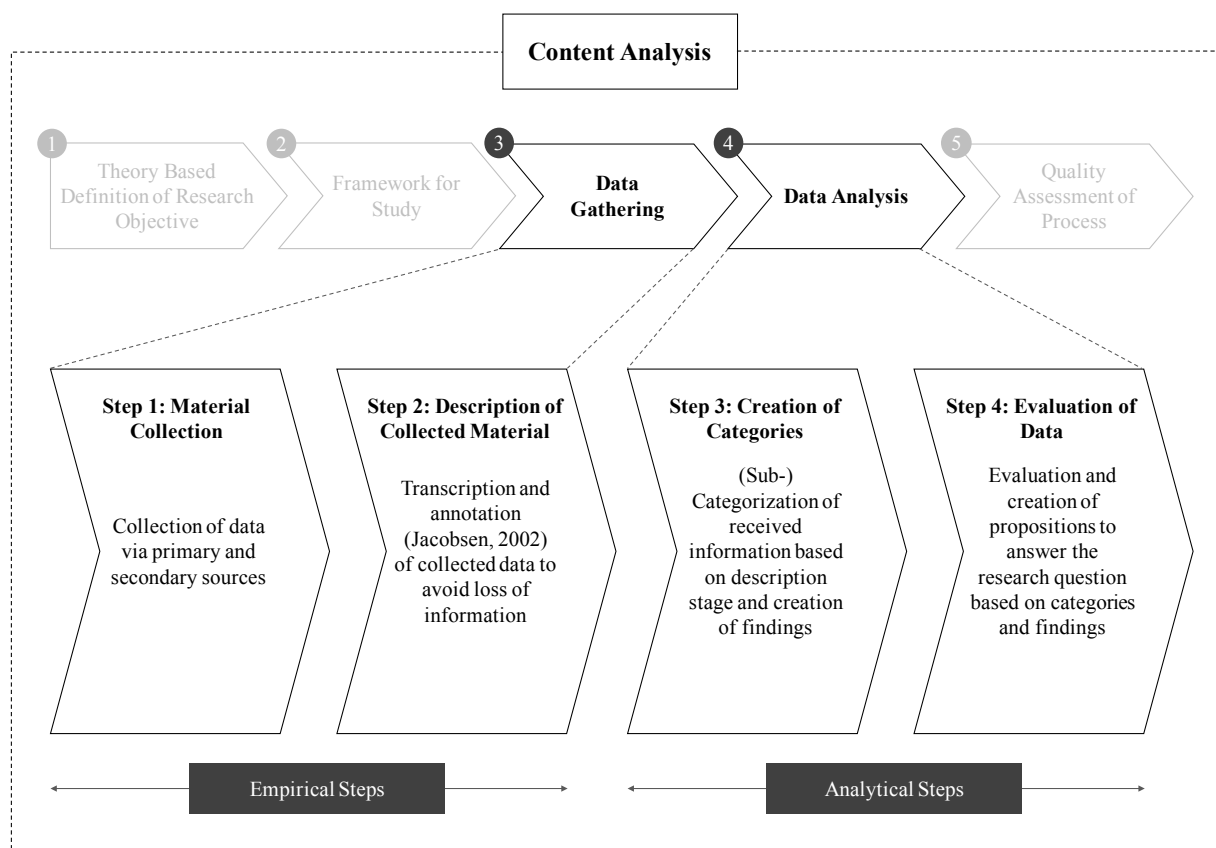 Content Analysis
1
Theory Based
Definition of Research
Objective
2
Framework for
Study
3
Data
Gathering
4
Data Analysis
5
Quality
Assessment of
Process
Step 1: Material
Collection
Collection of data
via primary and
secondary sources
Step 2: Description of
Collected Material
Transcription and
annotation
(Jacobsen, 2002)
of collected data to
avoid loss of
information
Step 3: Creation of
Categories
(Sub-)
Categorization of
received
information based
on description
stage and creation
of findings
Step 4: Evaluation of
Data
Evaluation and
creation of
propositions to
answer the
research question
based on categories
and findings
Empirical Steps
Analytical Steps